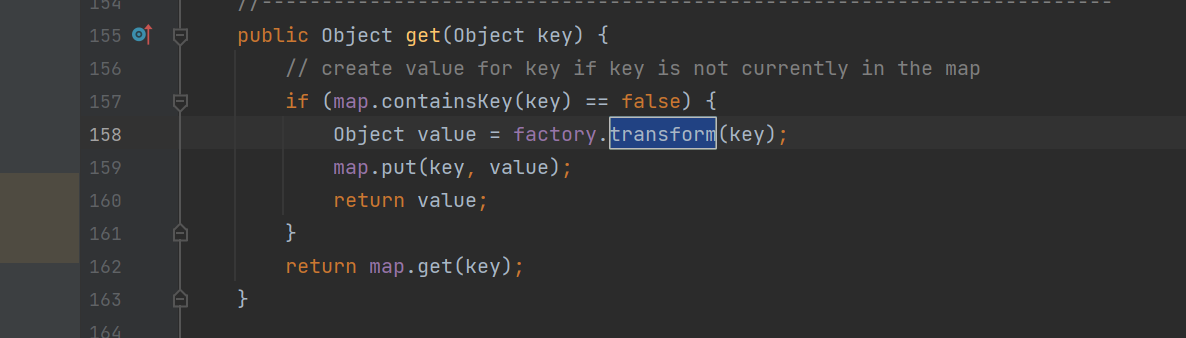 154 //-----------------------------------------------------------------------
155 public Object get(Object key) {
156 // create value for key if key is not currently in the map
157 if (map.containsKey(key) == false) {
158 Object value = factory.transform(key);
159 map.put(key, value);
160 return value;
161 }
162 return map.get(key);
163 }
164